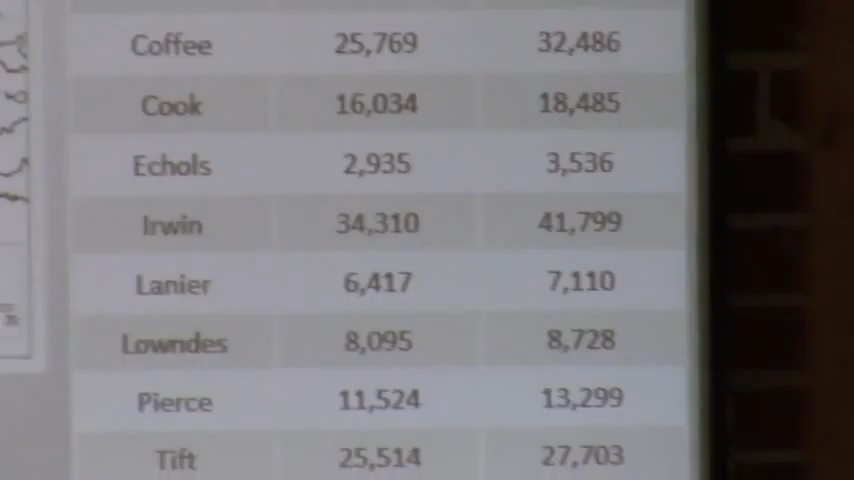 Coffee 25,769 32,486
Cook 16,034 18,485
Echols 2,935 3,536
Irwin 34,310 41,799
Lanier 6,417 7,110
Lowndes 8,095 8,728
Pierce 11,524 13,299
Tift 25,514 27,703